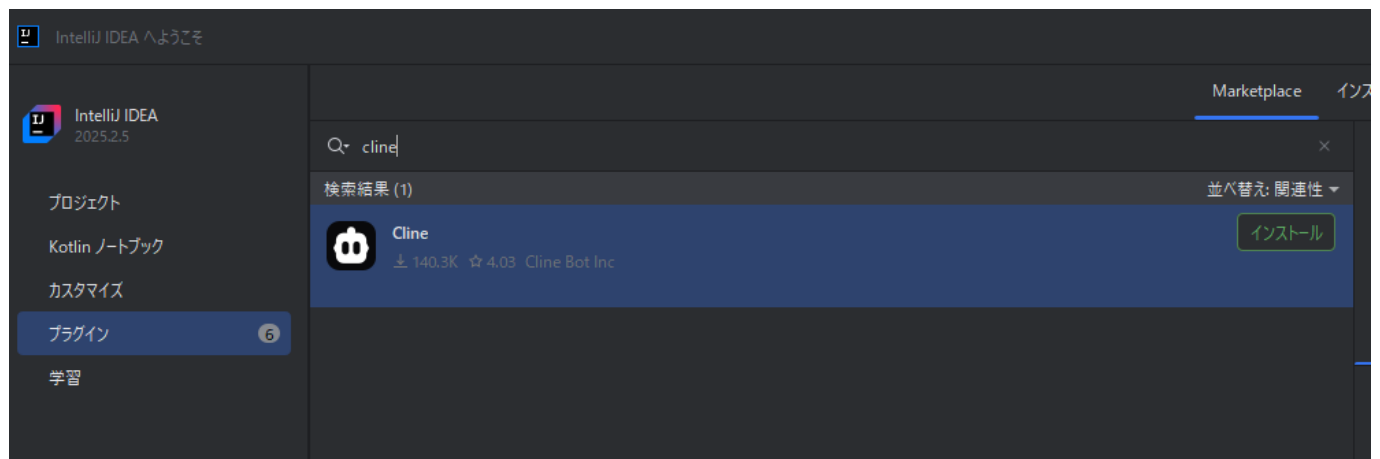 IntelliJ IDEA へようこそ
IntelliJ IDEA
2025.2.5
プロジェクト
Kotlin ノートブック
カスタマイズ
プラグイン 6
学習
Marketplace インス
cline
検索結果 (1) 並べ替え: 関連性
Cline インストール
140.3K 4.03 Cline Bot Inc